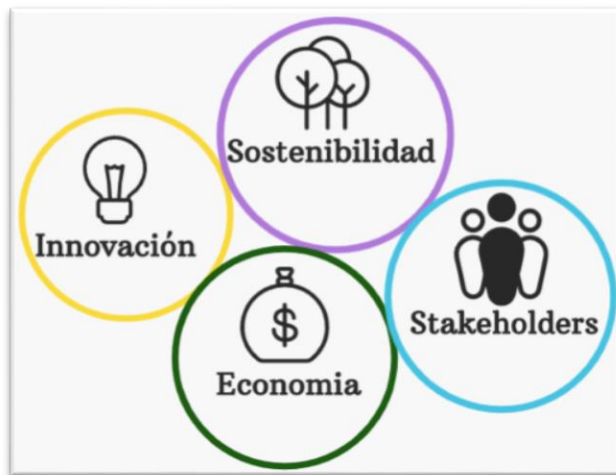 Sostenibilidad
Innovación
Stakeholders
$
Economia